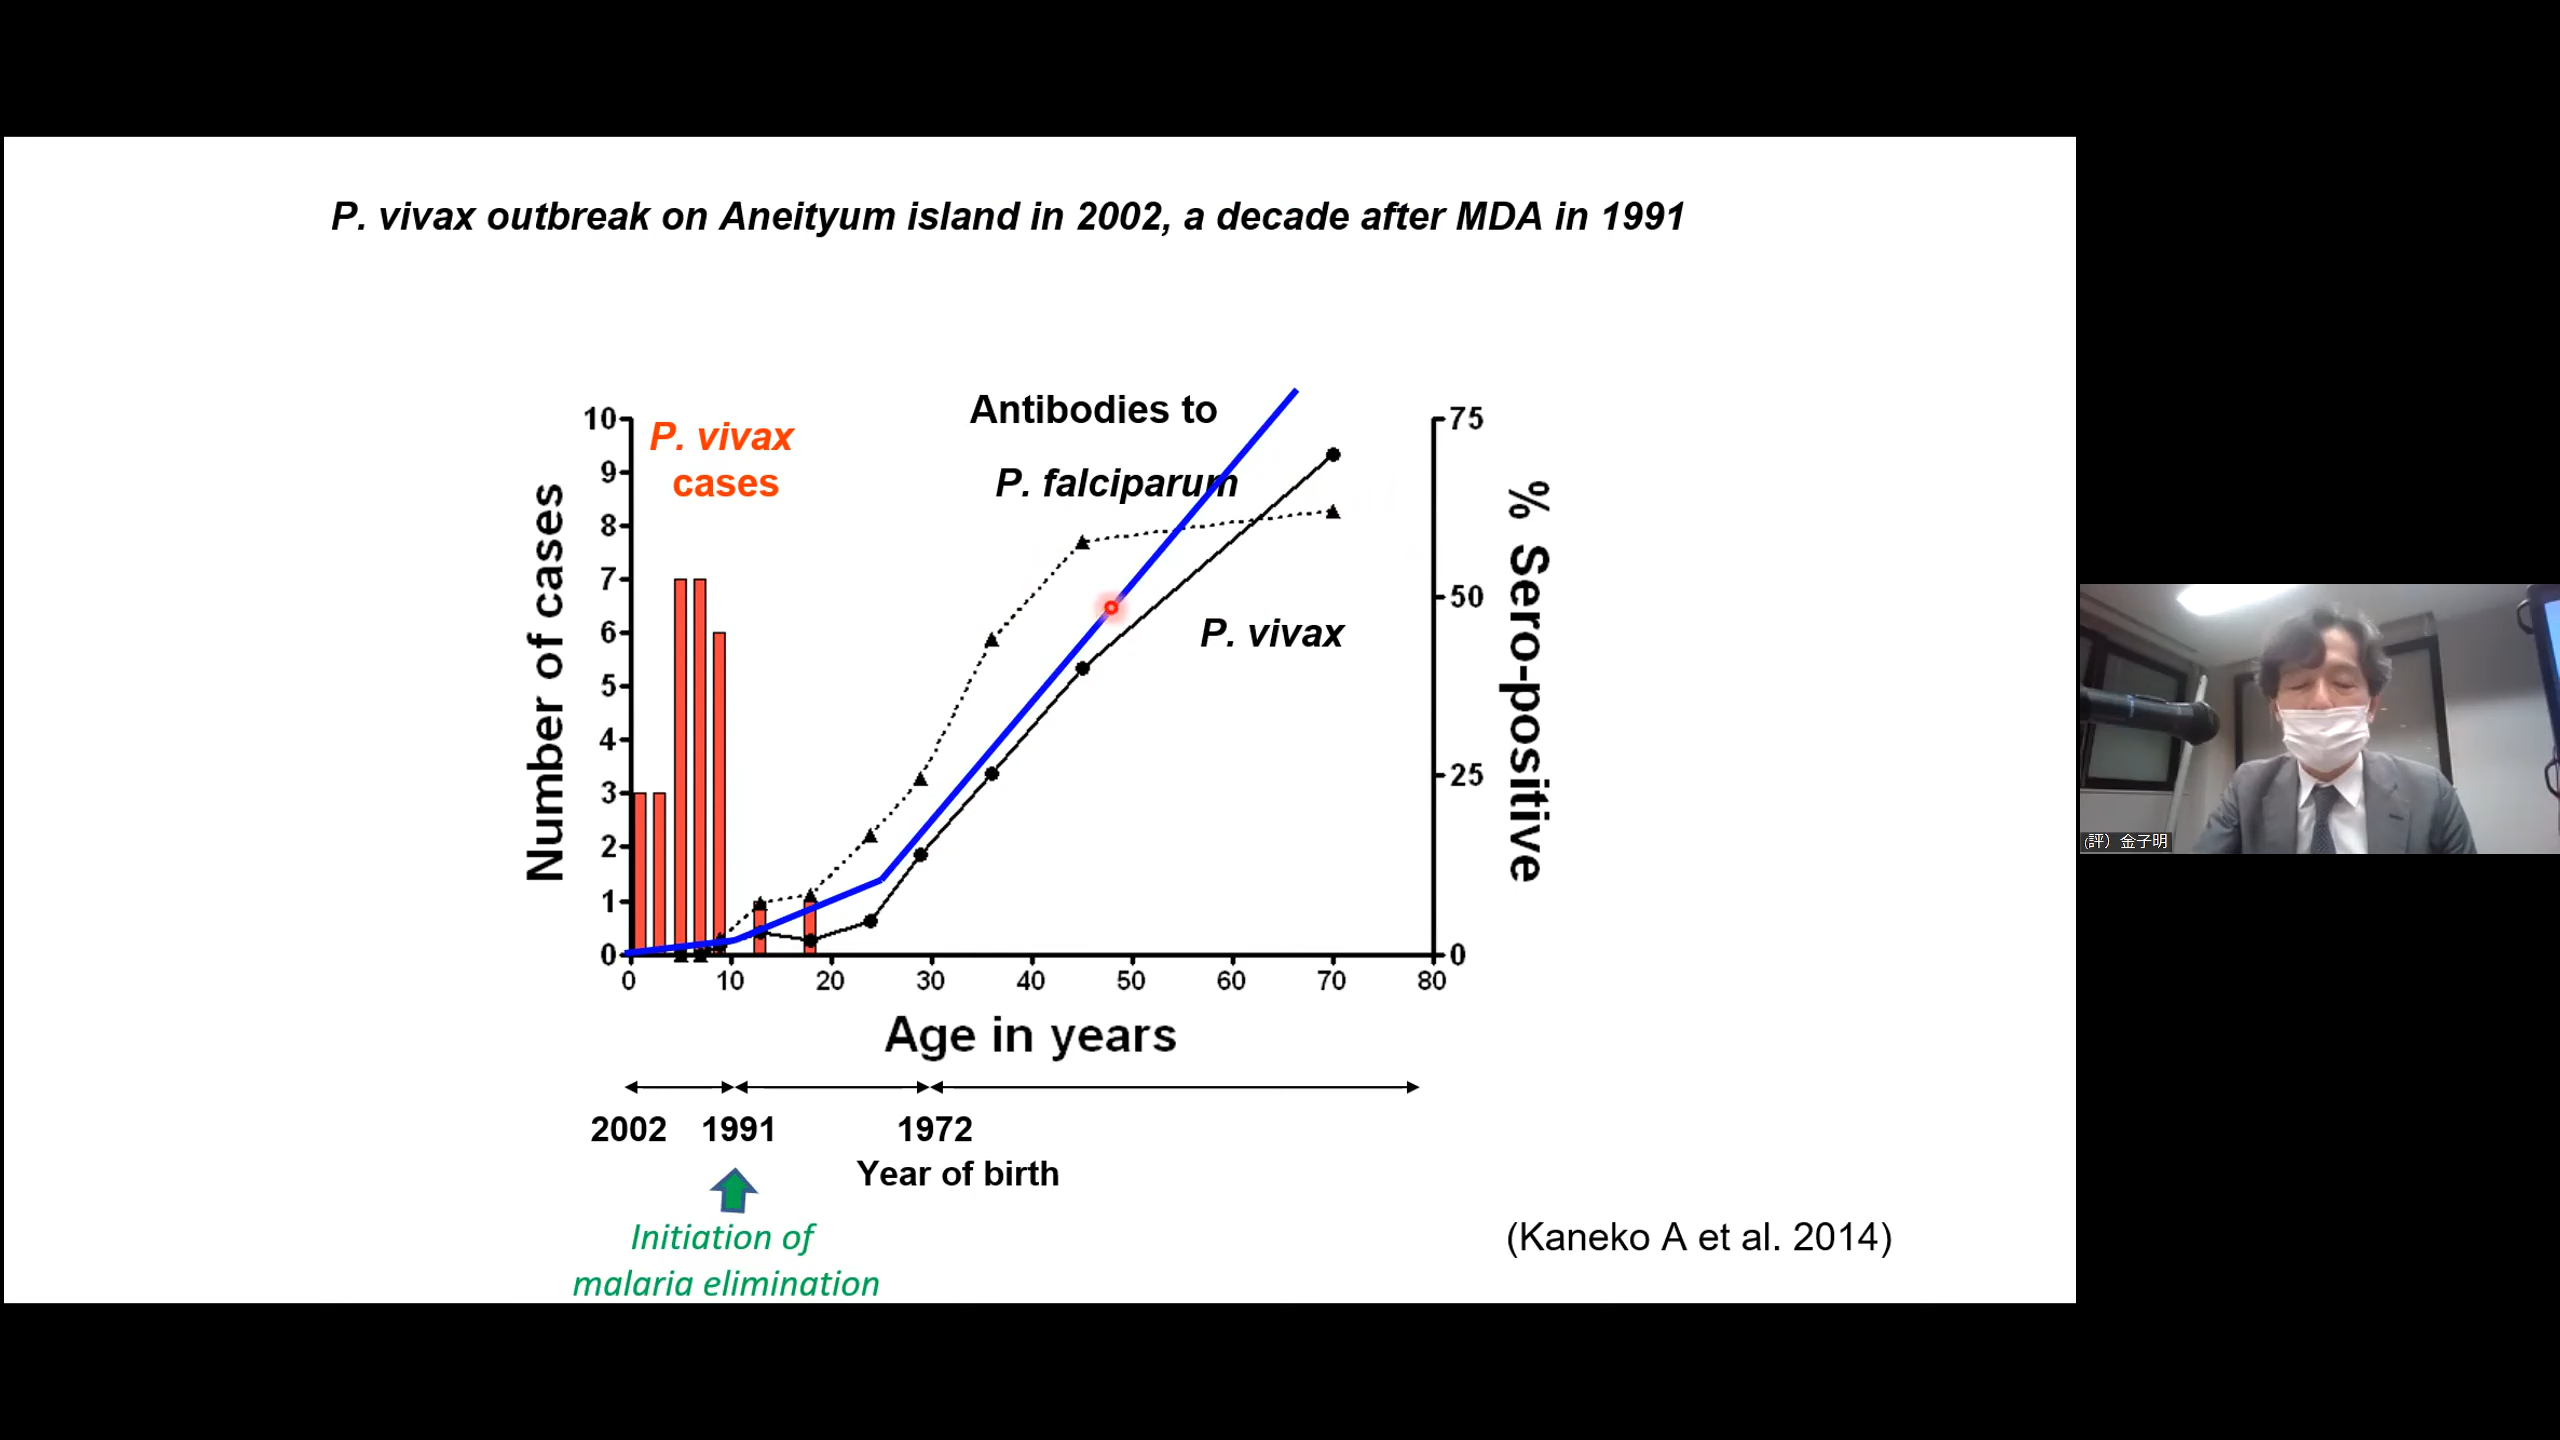 P. vivax outbreak on Aneityum island in 2002, a decade after MDA in 1991
Antibodies to
P. falciparum
P. vivax
P. vivax
cases
Number of cases
10
9
8
7
6
5
4
3
2
1
0
% Sero-positive
75
50
25
0
0 10 20 30 40 50 60 70 80
Age in years
2002 1991 1972
Year of birth
Initiation of
malaria elimination
(Kaneko A et al. 2014)
(評）金子明